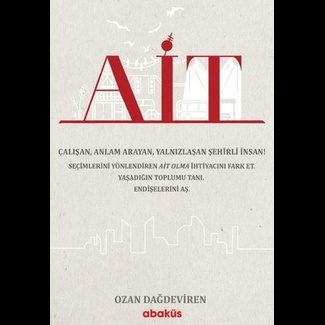 AİT
ÇALIŞAN, ANLAM ARAYAN, YALNIZLAŞAN ŞEHİRLİ İNSAN!
SEÇİMLERİNİ YÖNLENDİREN AİT OLMA İHTİYACINI FARK ET.
YAŞADIĞIN TOPLUMU TANI.
ENDİŞELERİNİ AŞ.
OZAN DAĞDEVİREN
abaküs